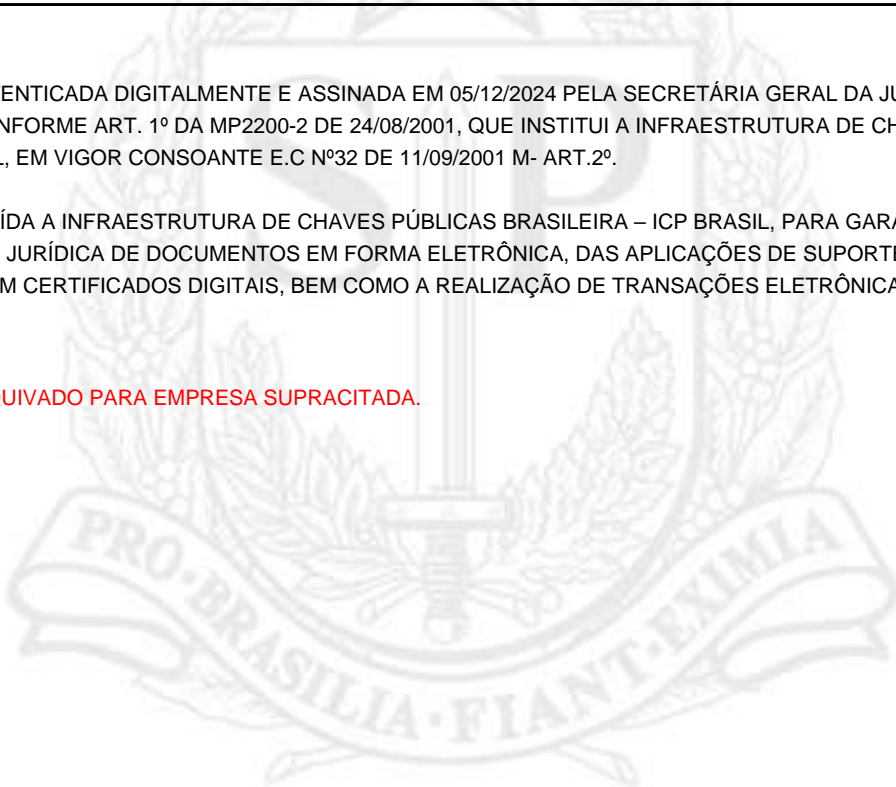 ENTICADA DIGITALMENTE E ASSINADA EM 05/12/2024 PELA SECRETÁRIA GERAL DA JU
NFORME ART. 1º DA MP2200-2 DE 24/08/2001, QUE INSTITUI A INFRAESTRUTURA DE CH
L, EM VIGOR CONSOANTE E.C Nº32 DE 11/09/2001 M- ART.2º.
ÍDA A INFRAESTRUTURA DE CHAVES PÚBLICAS BRASILEIRA – ICP BRASIL, PARA GARA
JURÍDICA DE DOCUMENTOS EM FORMA ELETRÔNICA, DAS APLICAÇÕES DE SUPORTE
M CERTIFICADOS DIGITAIS, BEM COMO A REALIZAÇÃO DE TRANSAÇÕES ELETRÔNICA
UIVADO PARA EMPRESA SUPRACITADA.
SP
PRO·BRASILIA·FIANT·EXIMIA